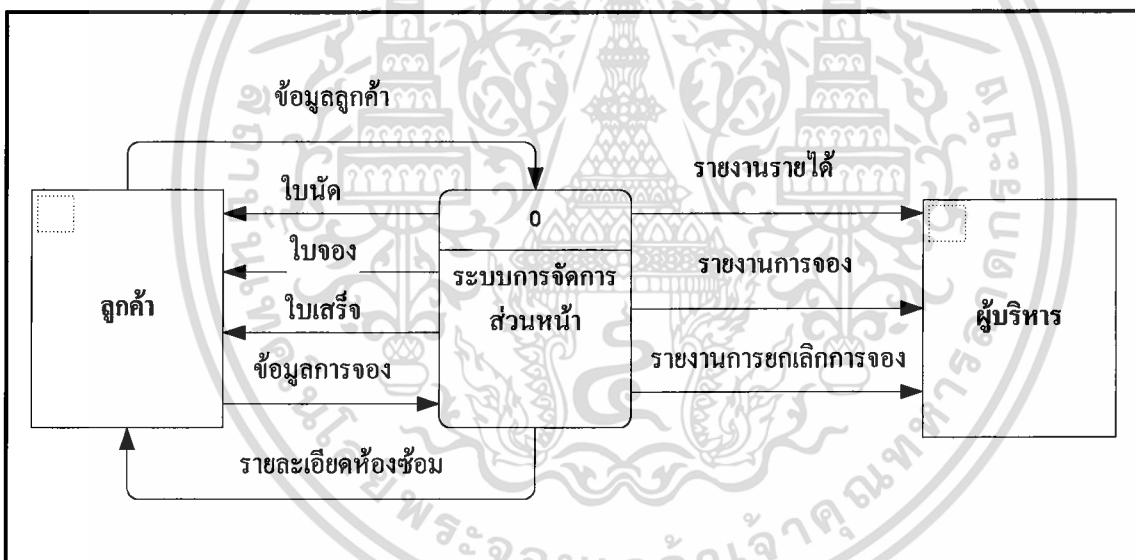 ข้อมูลลูกค้า
ใบนัด
ใบจอง
ใบเสร็จ
ข้อมูลการจอง
รายละเอียดห้องซ้อม
ลูกค้า
0
ระบบการจัดการ
ส่วนหน้า
รายงานรายได้
รายงานการจอง
รายงานการยกเลิกการจอง
ผู้บริหาร